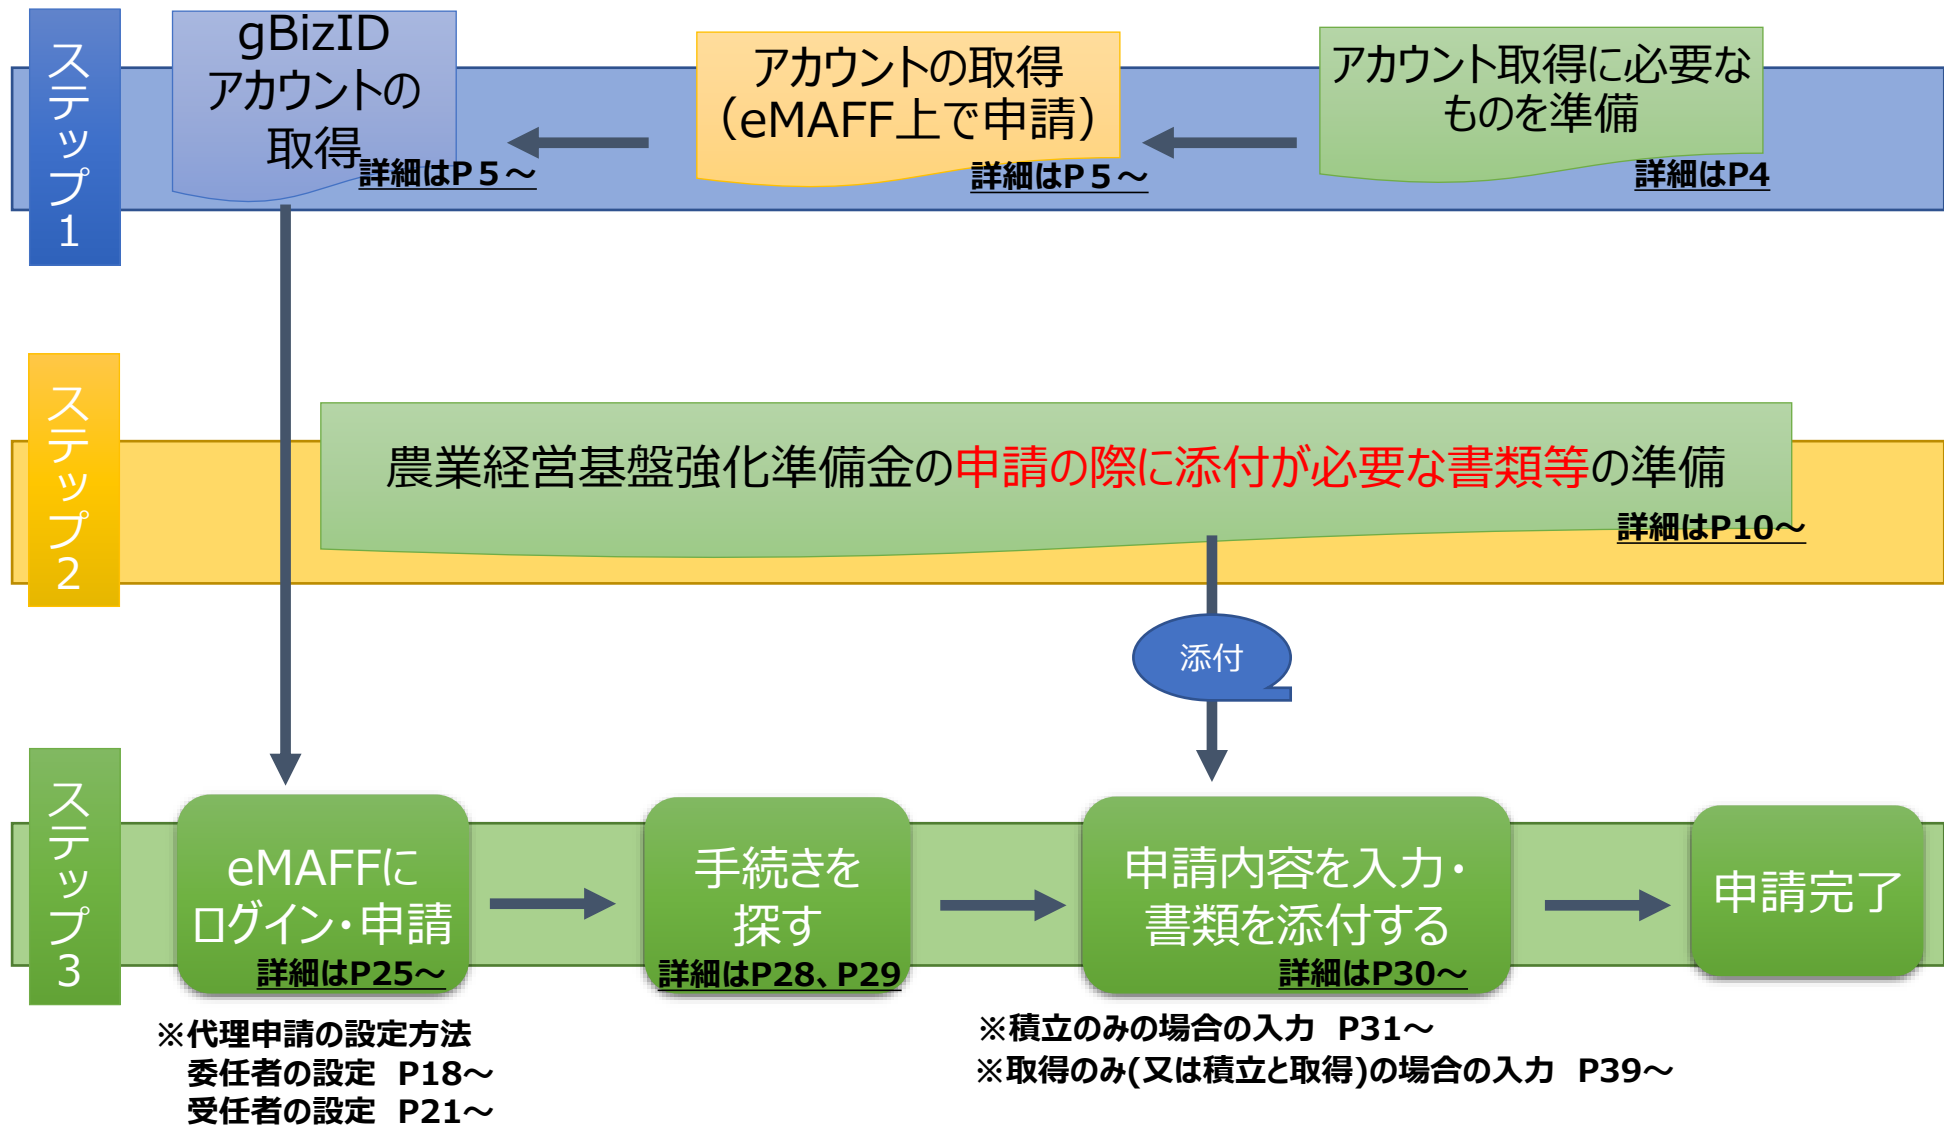 ステップ１
gBizID
アカウントの
取得
詳細はP５～
アカウントの取得
（eMAFF上で申請）
詳細はP５～
アカウント取得に必要な
ものを準備
詳細はP4
ステップ２
農業経営基盤強化準備金の申請の際に添付が必要な書類等の準備
詳細はP10～
添付
ステップ３
eMAFFに
ログイン・申請
詳細はP25～
手続きを
探す
詳細はP28、P29
申請内容を入力・
書類を添付する
詳細はP30～
申請完了
※代理申請の設定方法
委任者の設定　P18～
受任者の設定　P21～
※積立のみの場合の入力　P31～
※取得のみ(又は積立と取得)の場合の入力　P39～